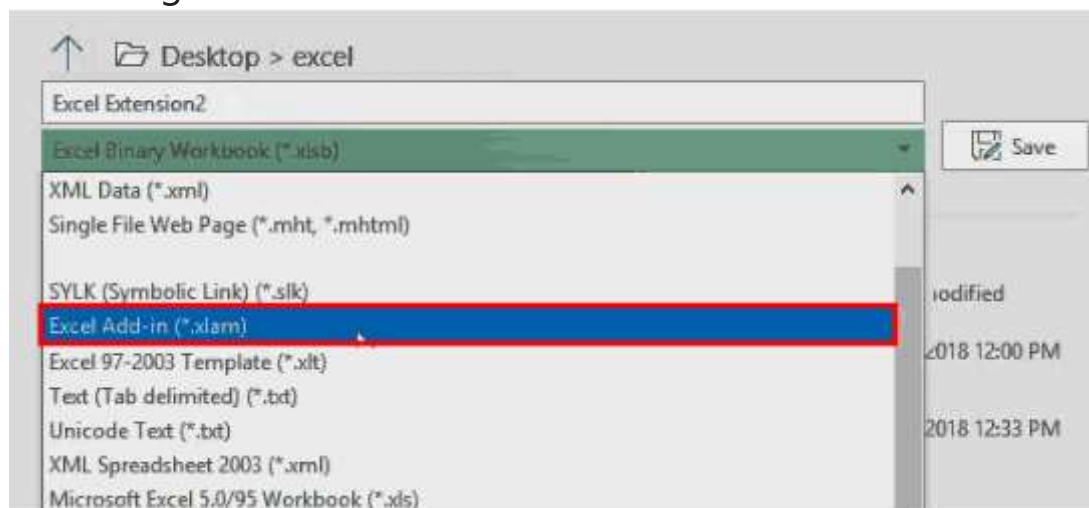 Desktop > excel
Excel Extension2
Excel Binary Workbook (*.xlsb)
Save
XML Data (*.xml)
Single File Web Page (*.mht, *.mhtml)
SYLK (Symbolic Link) (*.slk)
odified
Excel Add-in (*.xlam)
Excel 97-2003 Template (*.xlt)
2018 12:00 PM
Text (Tab delimited) (*.txt)
Unicode Text (*.txt)
2018 12:33 PM
XML Spreadsheet 2003 (*.xml)
Microsoft Excel 5.0/95 Workbook (*.xls)